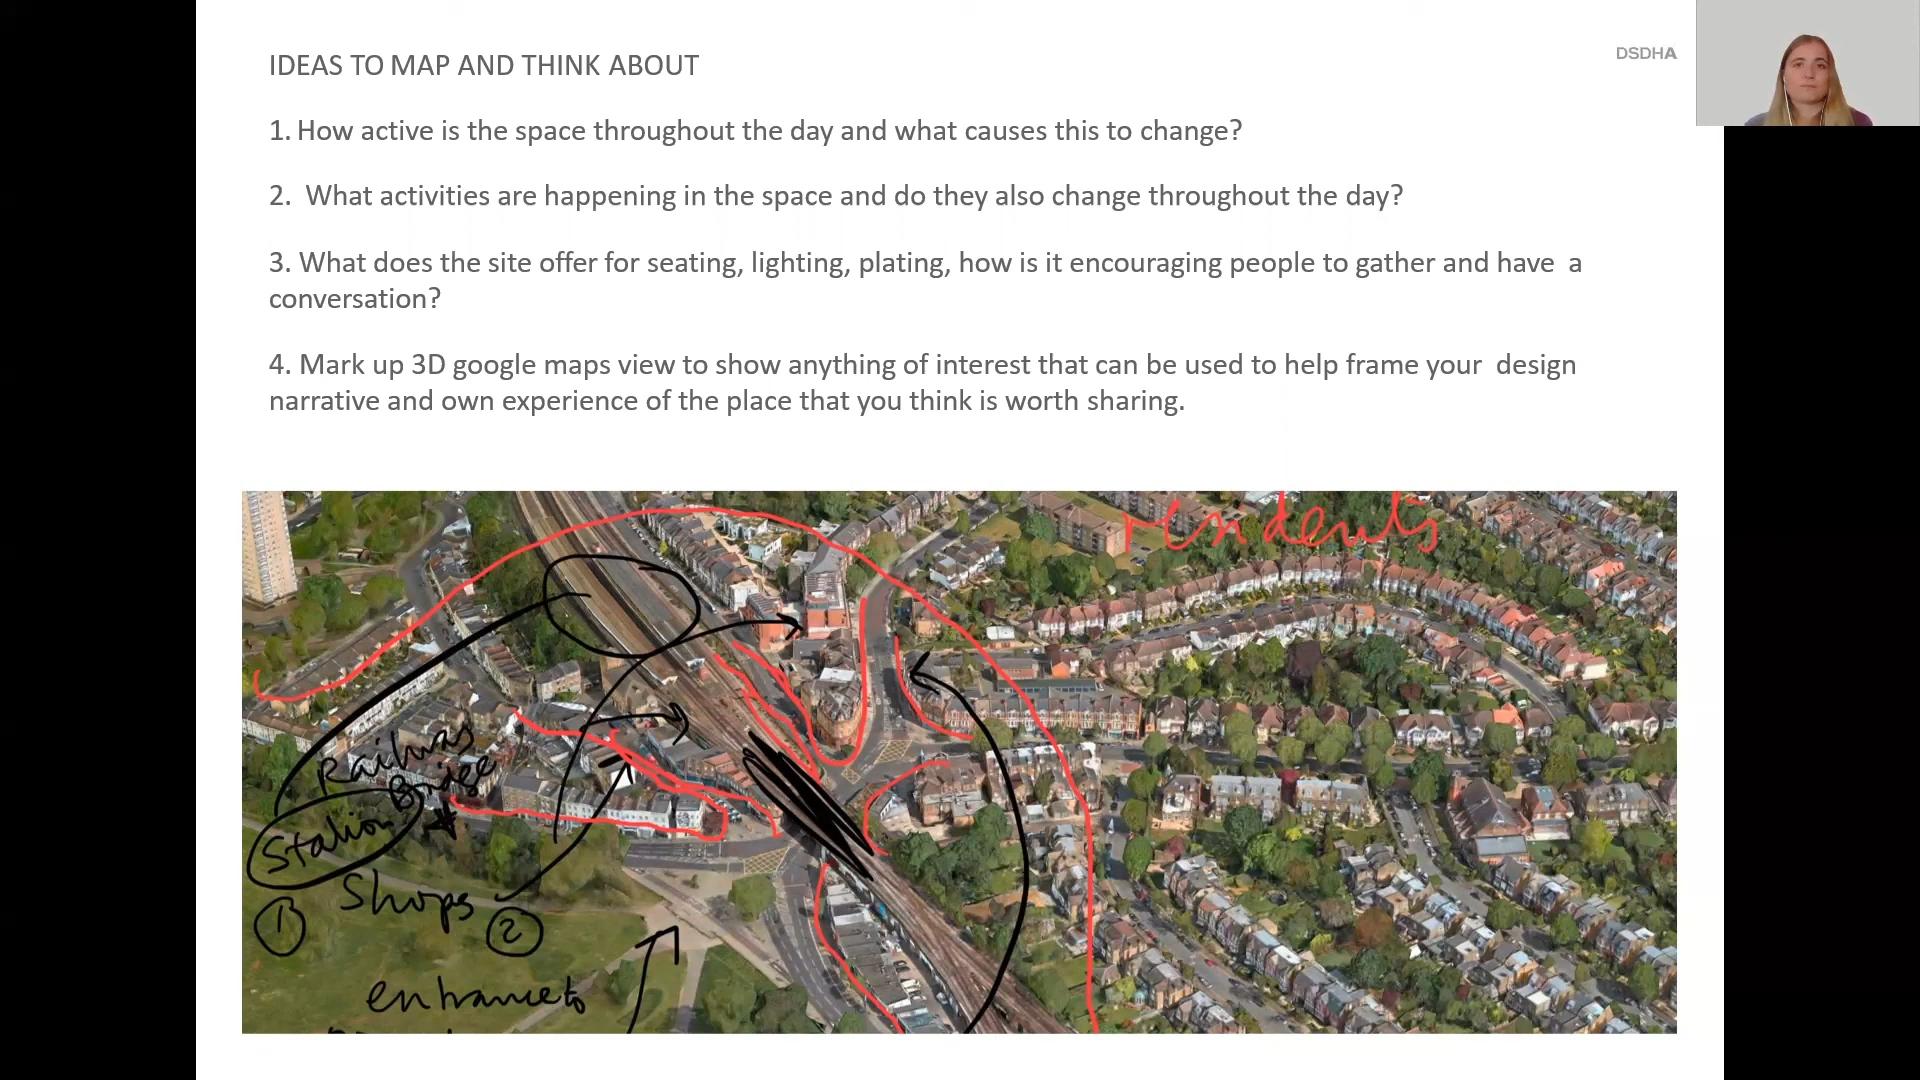 IDEAS TO MAP AND THINK ABOUT
DSDHA
1. How active is the space throughout the day and what causes this to change?
2. What activities are happening in the space and do they also change throughout the day?
3. What does the site offer for seating, lighting, plating, how is it encouraging people to gather and have a
conversation?
4. Mark up 3D google maps view to show anything of interest that can be used to help frame your design
narrative and own experience of the place that you think is worth sharing.
residents
Railway
Station
Shops
1
2
entrance to